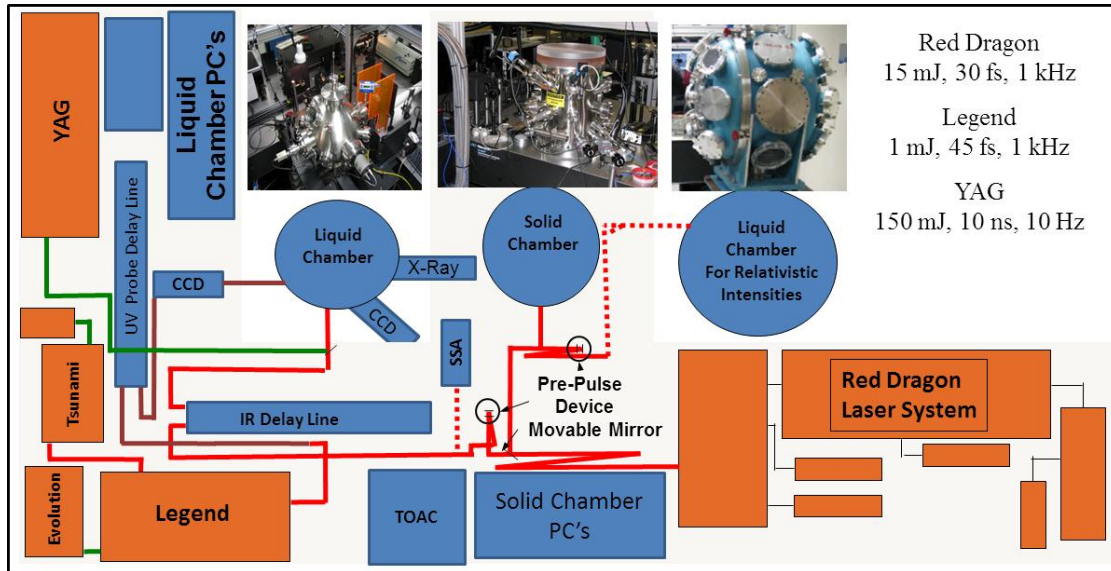 YAG
Liquid
Chamber PC's
Red Dragon
15 mJ, 30 fs, 1 kHz
Legend
1 mJ, 45 fs, 1 kHz
YAG
150 mJ, 10 ns, 10 Hz
UV Probe Delay Line
CCD
Liquid
Chamber
X-Ray
CCD
Solid
Chamber
Liquid
Chamber
For Relativistic
Intensities
SSA
Tsunami
IR Delay Line
Pre-Pulse
Device
Movable Mirror
Red Dragon
Laser System
Evolution
Legend
TOAC
Solid Chamber
PC's